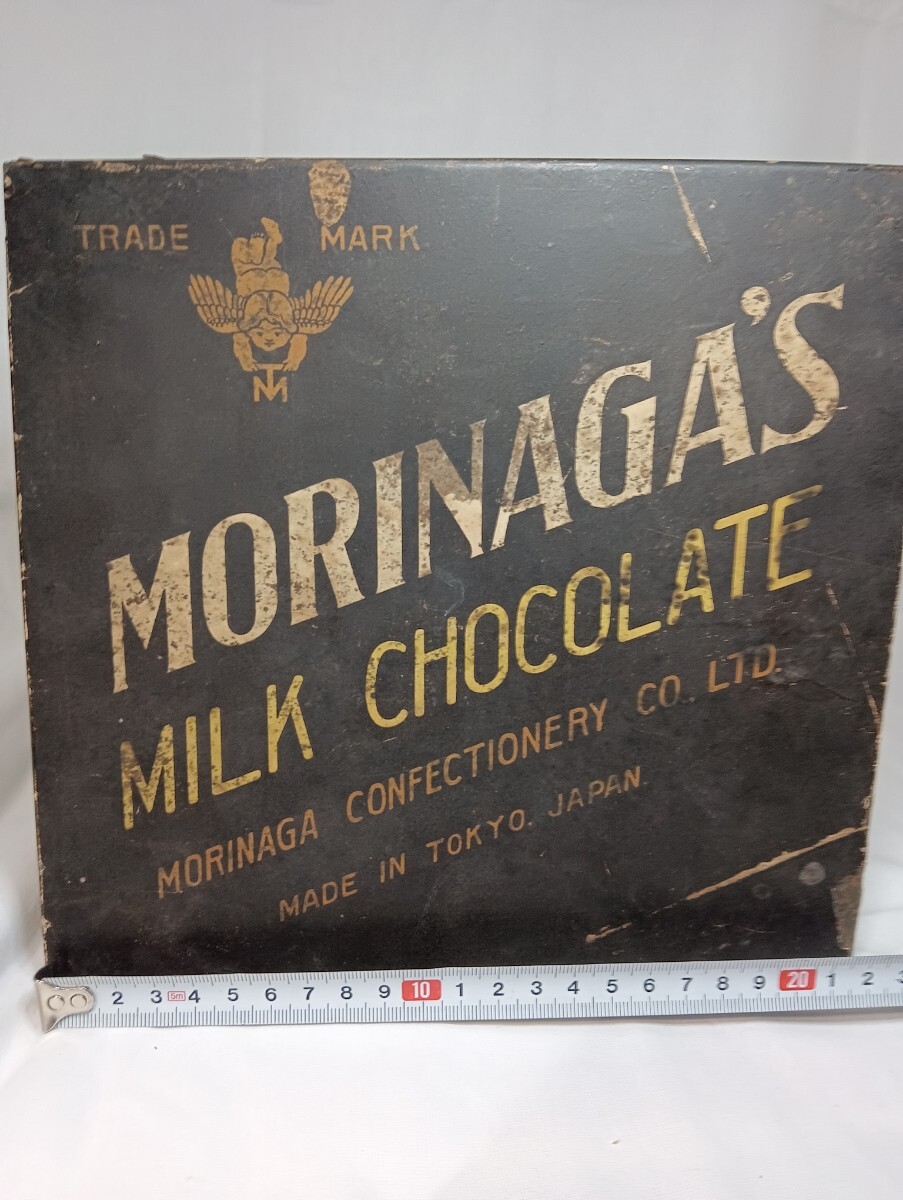 TRADE MARK
TM
MORINAGA'S
MILK CHOCOLATE
MORINAGA CONFECTIONERY CO. LTD.
MADE IN TOKYO. JAPAN.
2 3 5m 4 5 6 7 8 9 10 1 2 3 4 5 6 7 8 9 20 1 2 3